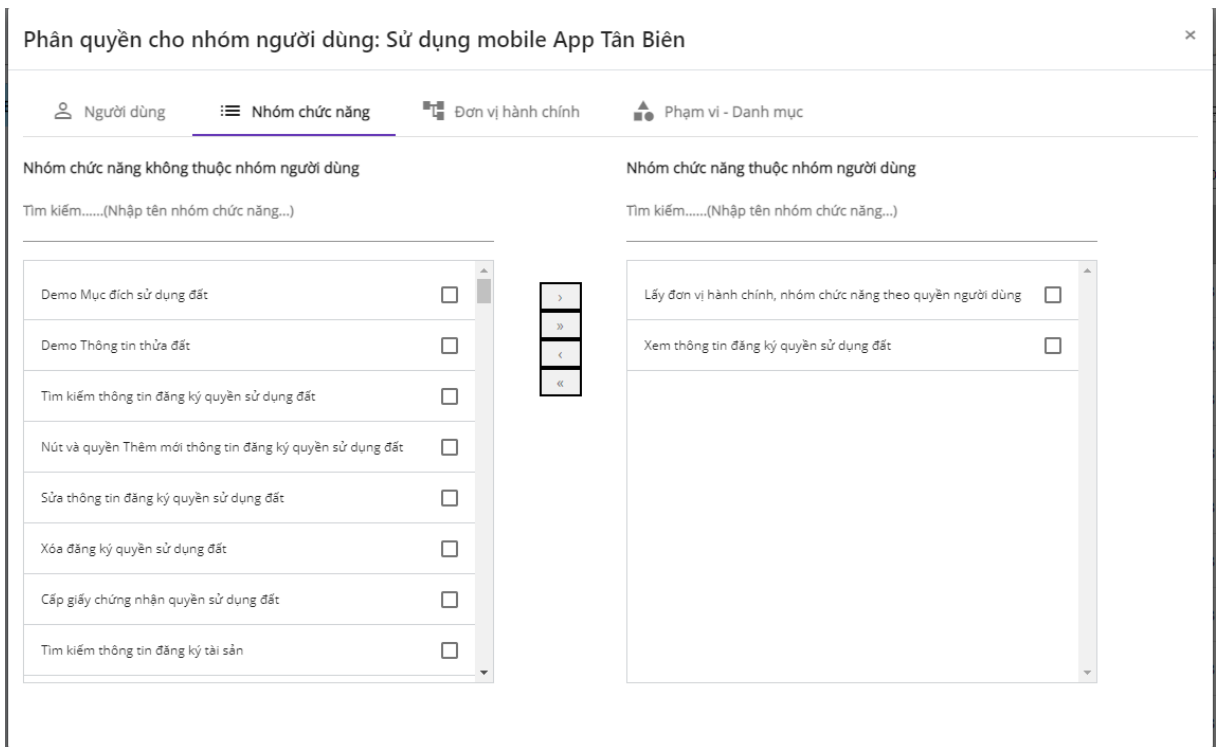 Phân quyền cho nhóm người dùng: Sử dụng mobile App Tân Biên
×
Người dùng
Nhóm chức năng
Đơn vị hành chính
Phạm vi - Danh mục
Nhóm chức năng không thuộc nhóm người dùng
Tìm kiếm......(Nhập tên nhóm chức năng...)
Demo Mục đích sử dụng đất
Demo Thông tin thửa đất
Tìm kiếm thông tin đăng ký quyền sử dụng đất
Nút và quyền Thêm mới thông tin đăng ký quyền sử dụng đất
Sửa thông tin đăng ký quyền sử dụng đất
Xóa đăng ký quyền sử dụng đất
Cấp giấy chứng nhận quyền sử dụng đất
Tìm kiếm thông tin đăng ký tài sản
›
»
‹
«
Nhóm chức năng thuộc nhóm người dùng
Tìm kiếm......(Nhập tên nhóm chức năng...)
Lấy đơn vị hành chính, nhóm chức năng theo quyền người dùng
Xem thông tin đăng ký quyền sử dụng đất